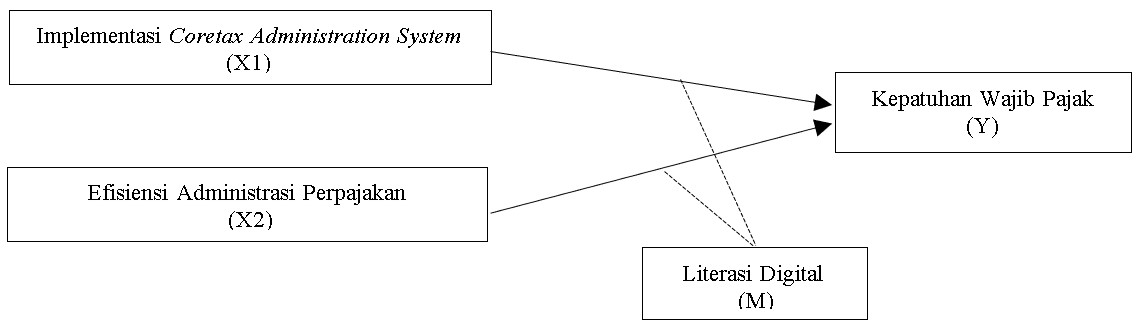 Implementasi Coretax Administration System
(X1)
Kepatuhan Wajib Pajak
(Y)
Efisiensi Administrasi Perpajakan
(X2)
Literasi Digital
(M)